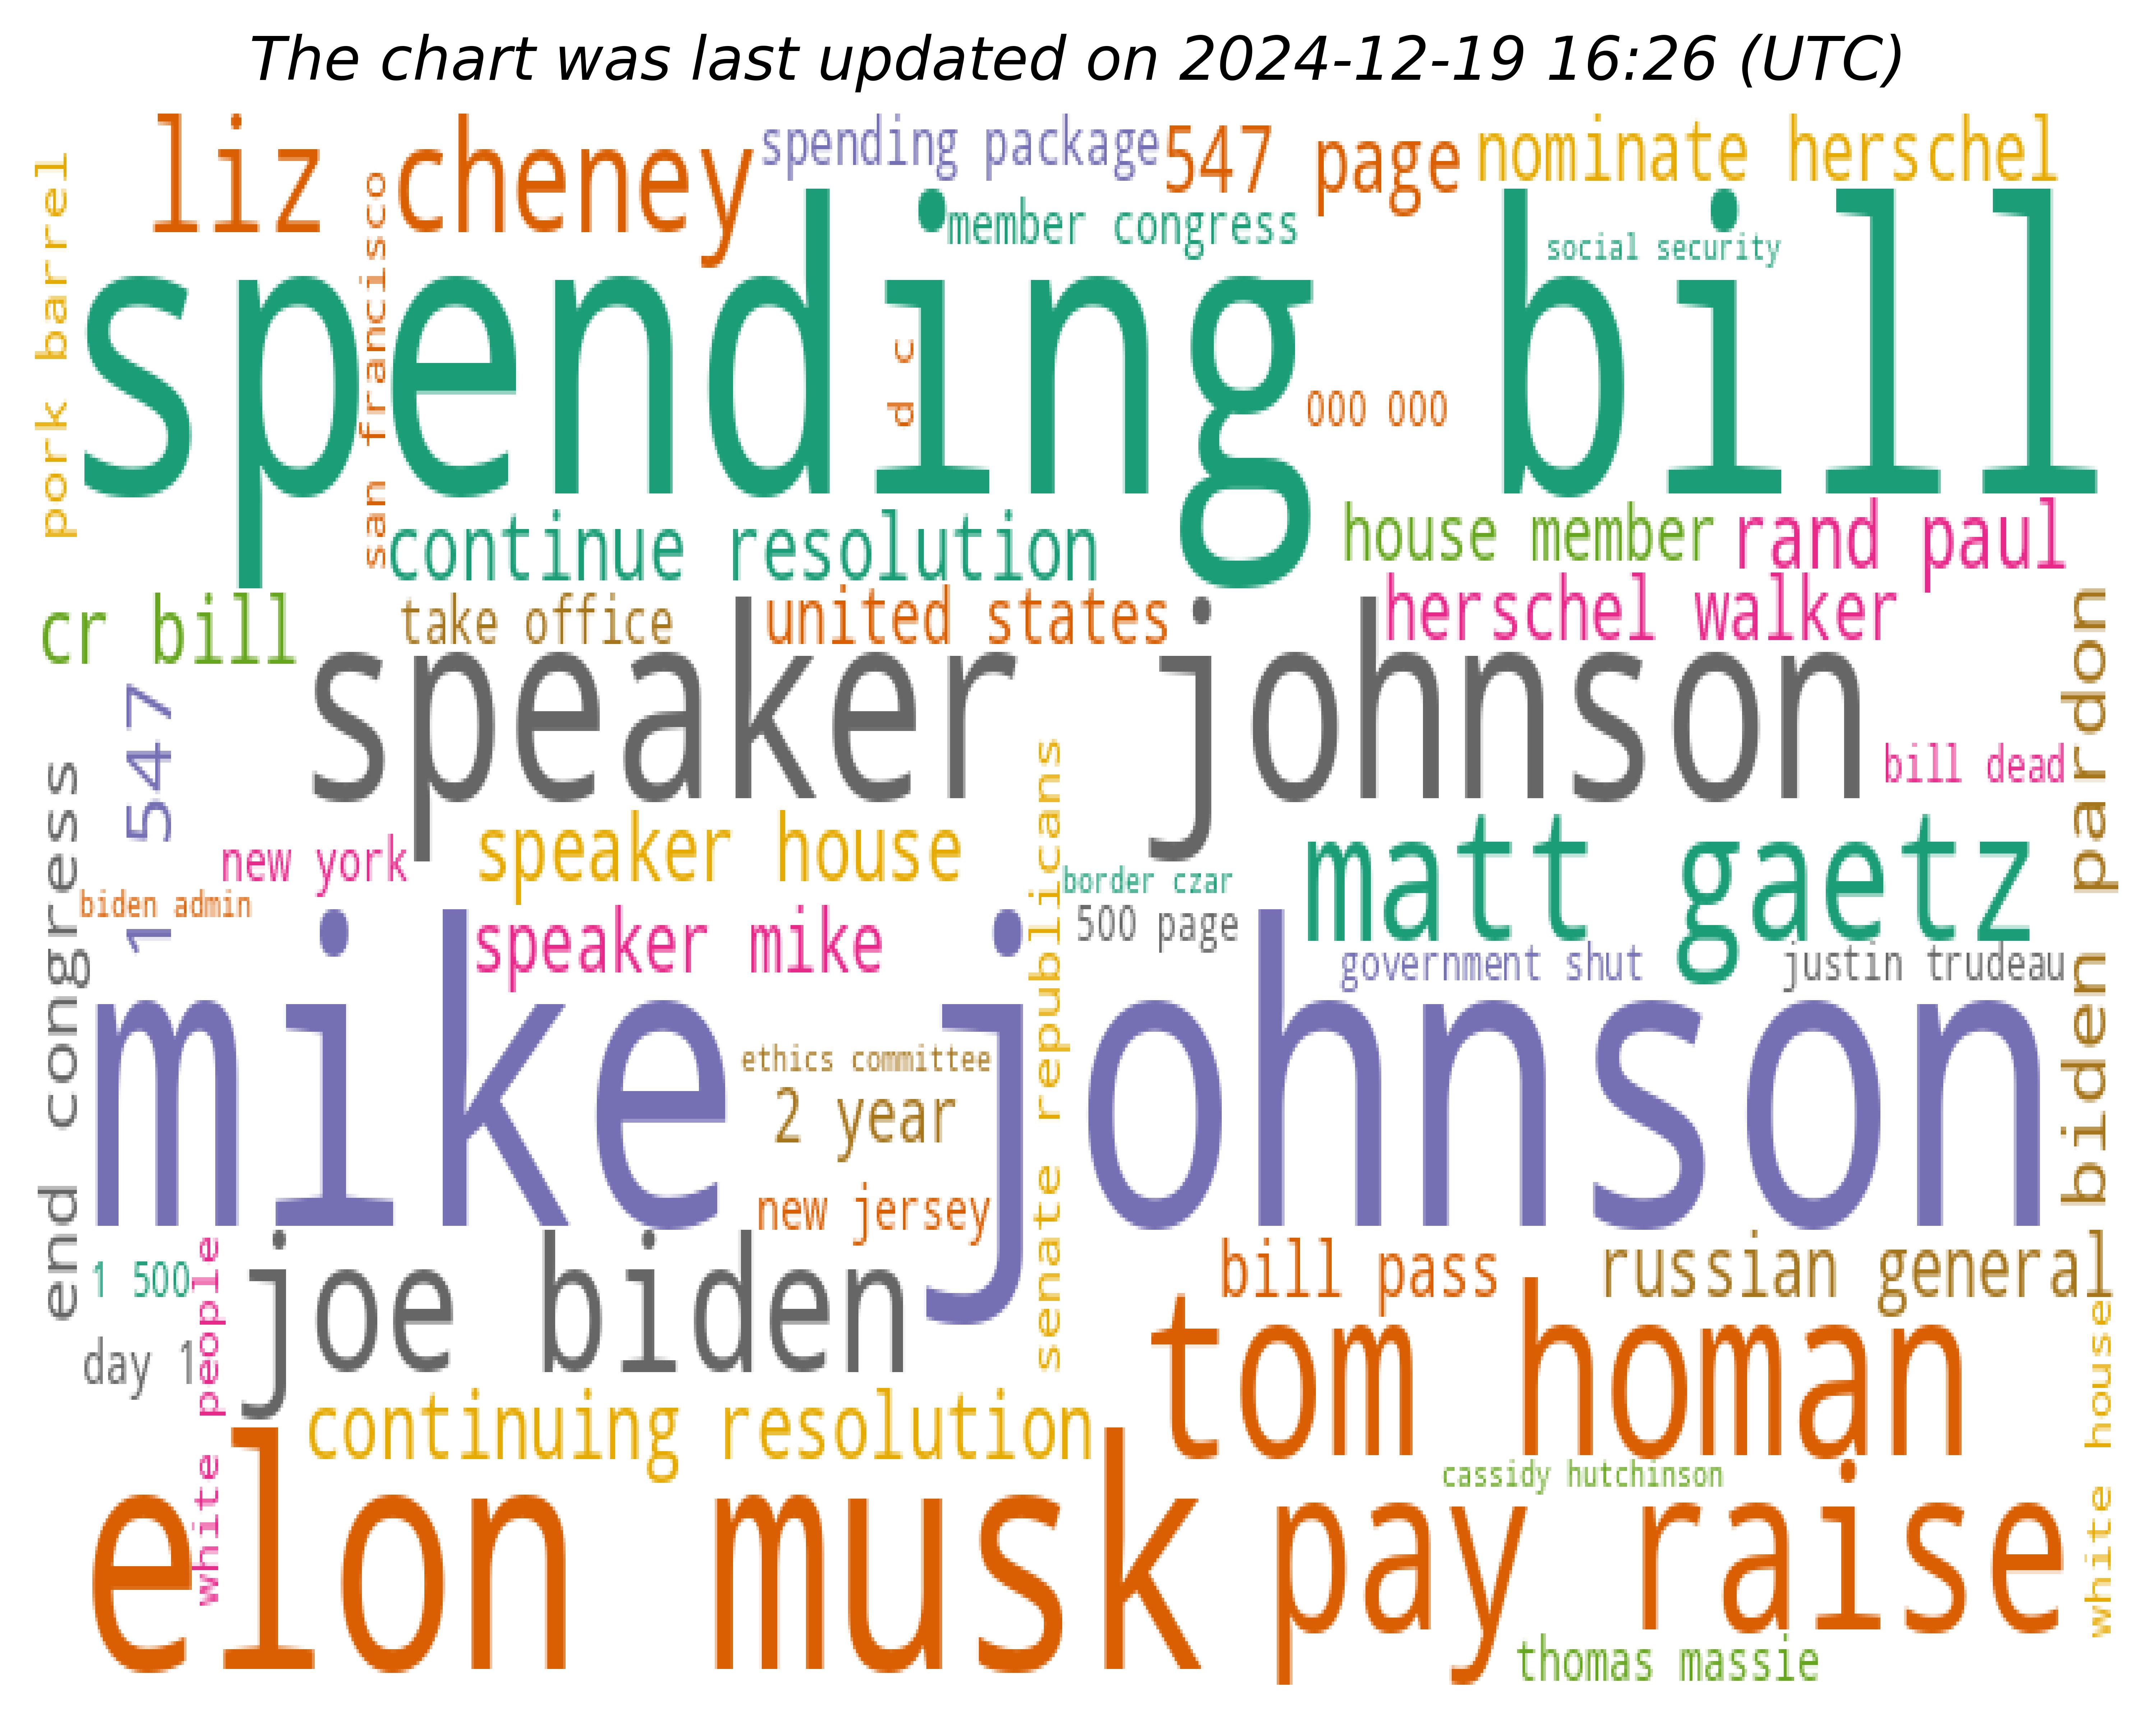 The chart was last updated on 2024-12-19 16:26 (UTC)
liz cheney
spending package
547 page
nominate herschel
pork barrel
san francisco
member congress
social security
spending bill
d c
000 000
continue resolution
house member
rand paul
cr bill
take office
united states
herschel walker
speaker johnson
biden pardon
1 547
bill dead
end congress
new york
speaker house
senate republicans
border czar
matt gaetz
biden admin
speaker mike
500 page
government shut
justin trudeau
mike johnson
ethics committee
2 year
new jersey
1 500
white people
joe biden
bill pass
russian general
day 1
tom homan
white house
continuing resolution
cassidy hutchinson
elon musk
pay raise
thomas massie